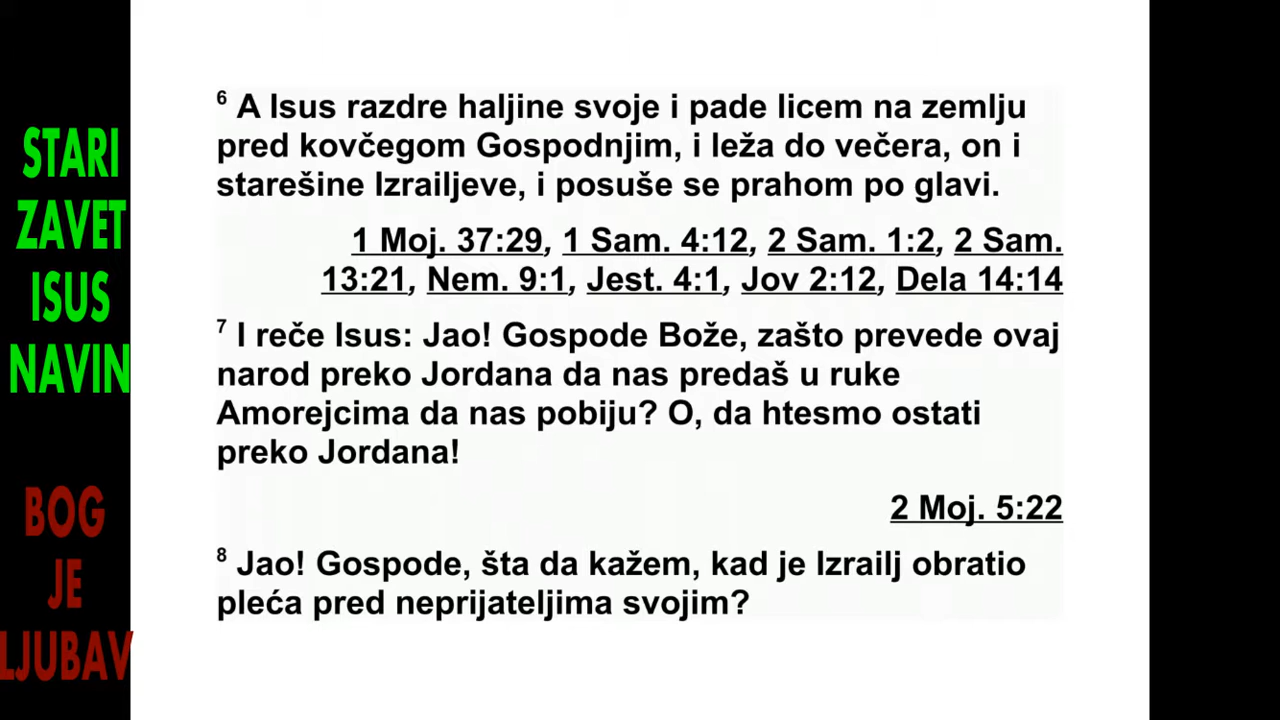 STARI
ZAVET
ISUS
NAVIN
BOG
JE
LJUBAV
6 A Isus razdre haljine svoje i pade licem na zemlju
pred kovčegom Gospodnjim, i leža do večera, on i
starešine Izrailjeve, i posuše se prahom po glavi.
1 Moj. 37:29, 1 Sam. 4:12, 2 Sam. 1:2, 2 Sam.
13:21, Nem. 9:1, Jest. 4:1, Jov 2:12, Dela 14:14
7 I reče Isus: Jao! Gospode Bože, zašto prevede ovaj
narod preko Jordana da nas predaš u ruke
Amorejcima da nas pobiju? O, da htesmo ostati
preko Jordana!
2 Moj. 5:22
8 Jao! Gospode, šta da kažem, kad je Izrailj obratio
pleća pred neprijateljima svojim?